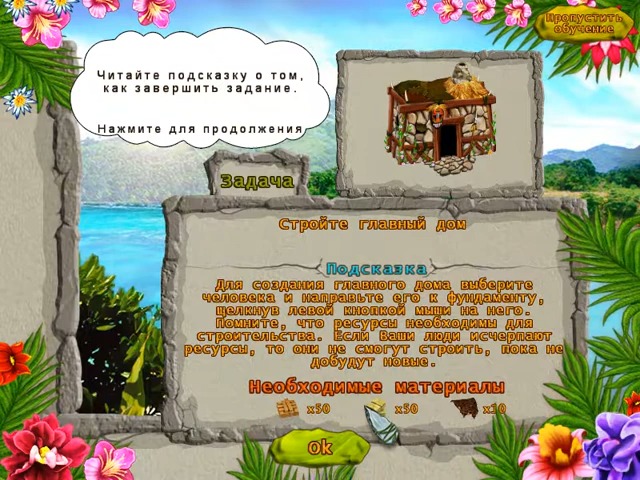 Пропустить
обучение
Читайте подсказку о том,
как завершить задание.
Нажмите для продолжения
Задача
Стройте главный дом
Подсказка
Для создания главного дома выберите
человека и направьте его к фундаменту,
щелкнув левой кнопкой мыши на него.
Помните, что ресурсы необходимы для
строительства. Если Ваши люди исчерпают
ресурсы, то они не смогут строить, пока не
добудут новые.
Необходимые материалы
x50 x50 x10
Ok